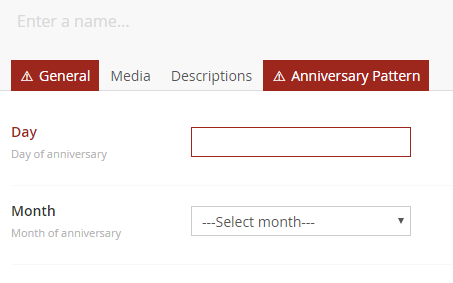 Enter a name...
⚠ General Media Descriptions ⚠ Anniversary Pattern
Day
Day of anniversary
Month
Month of anniversary
---Select month---